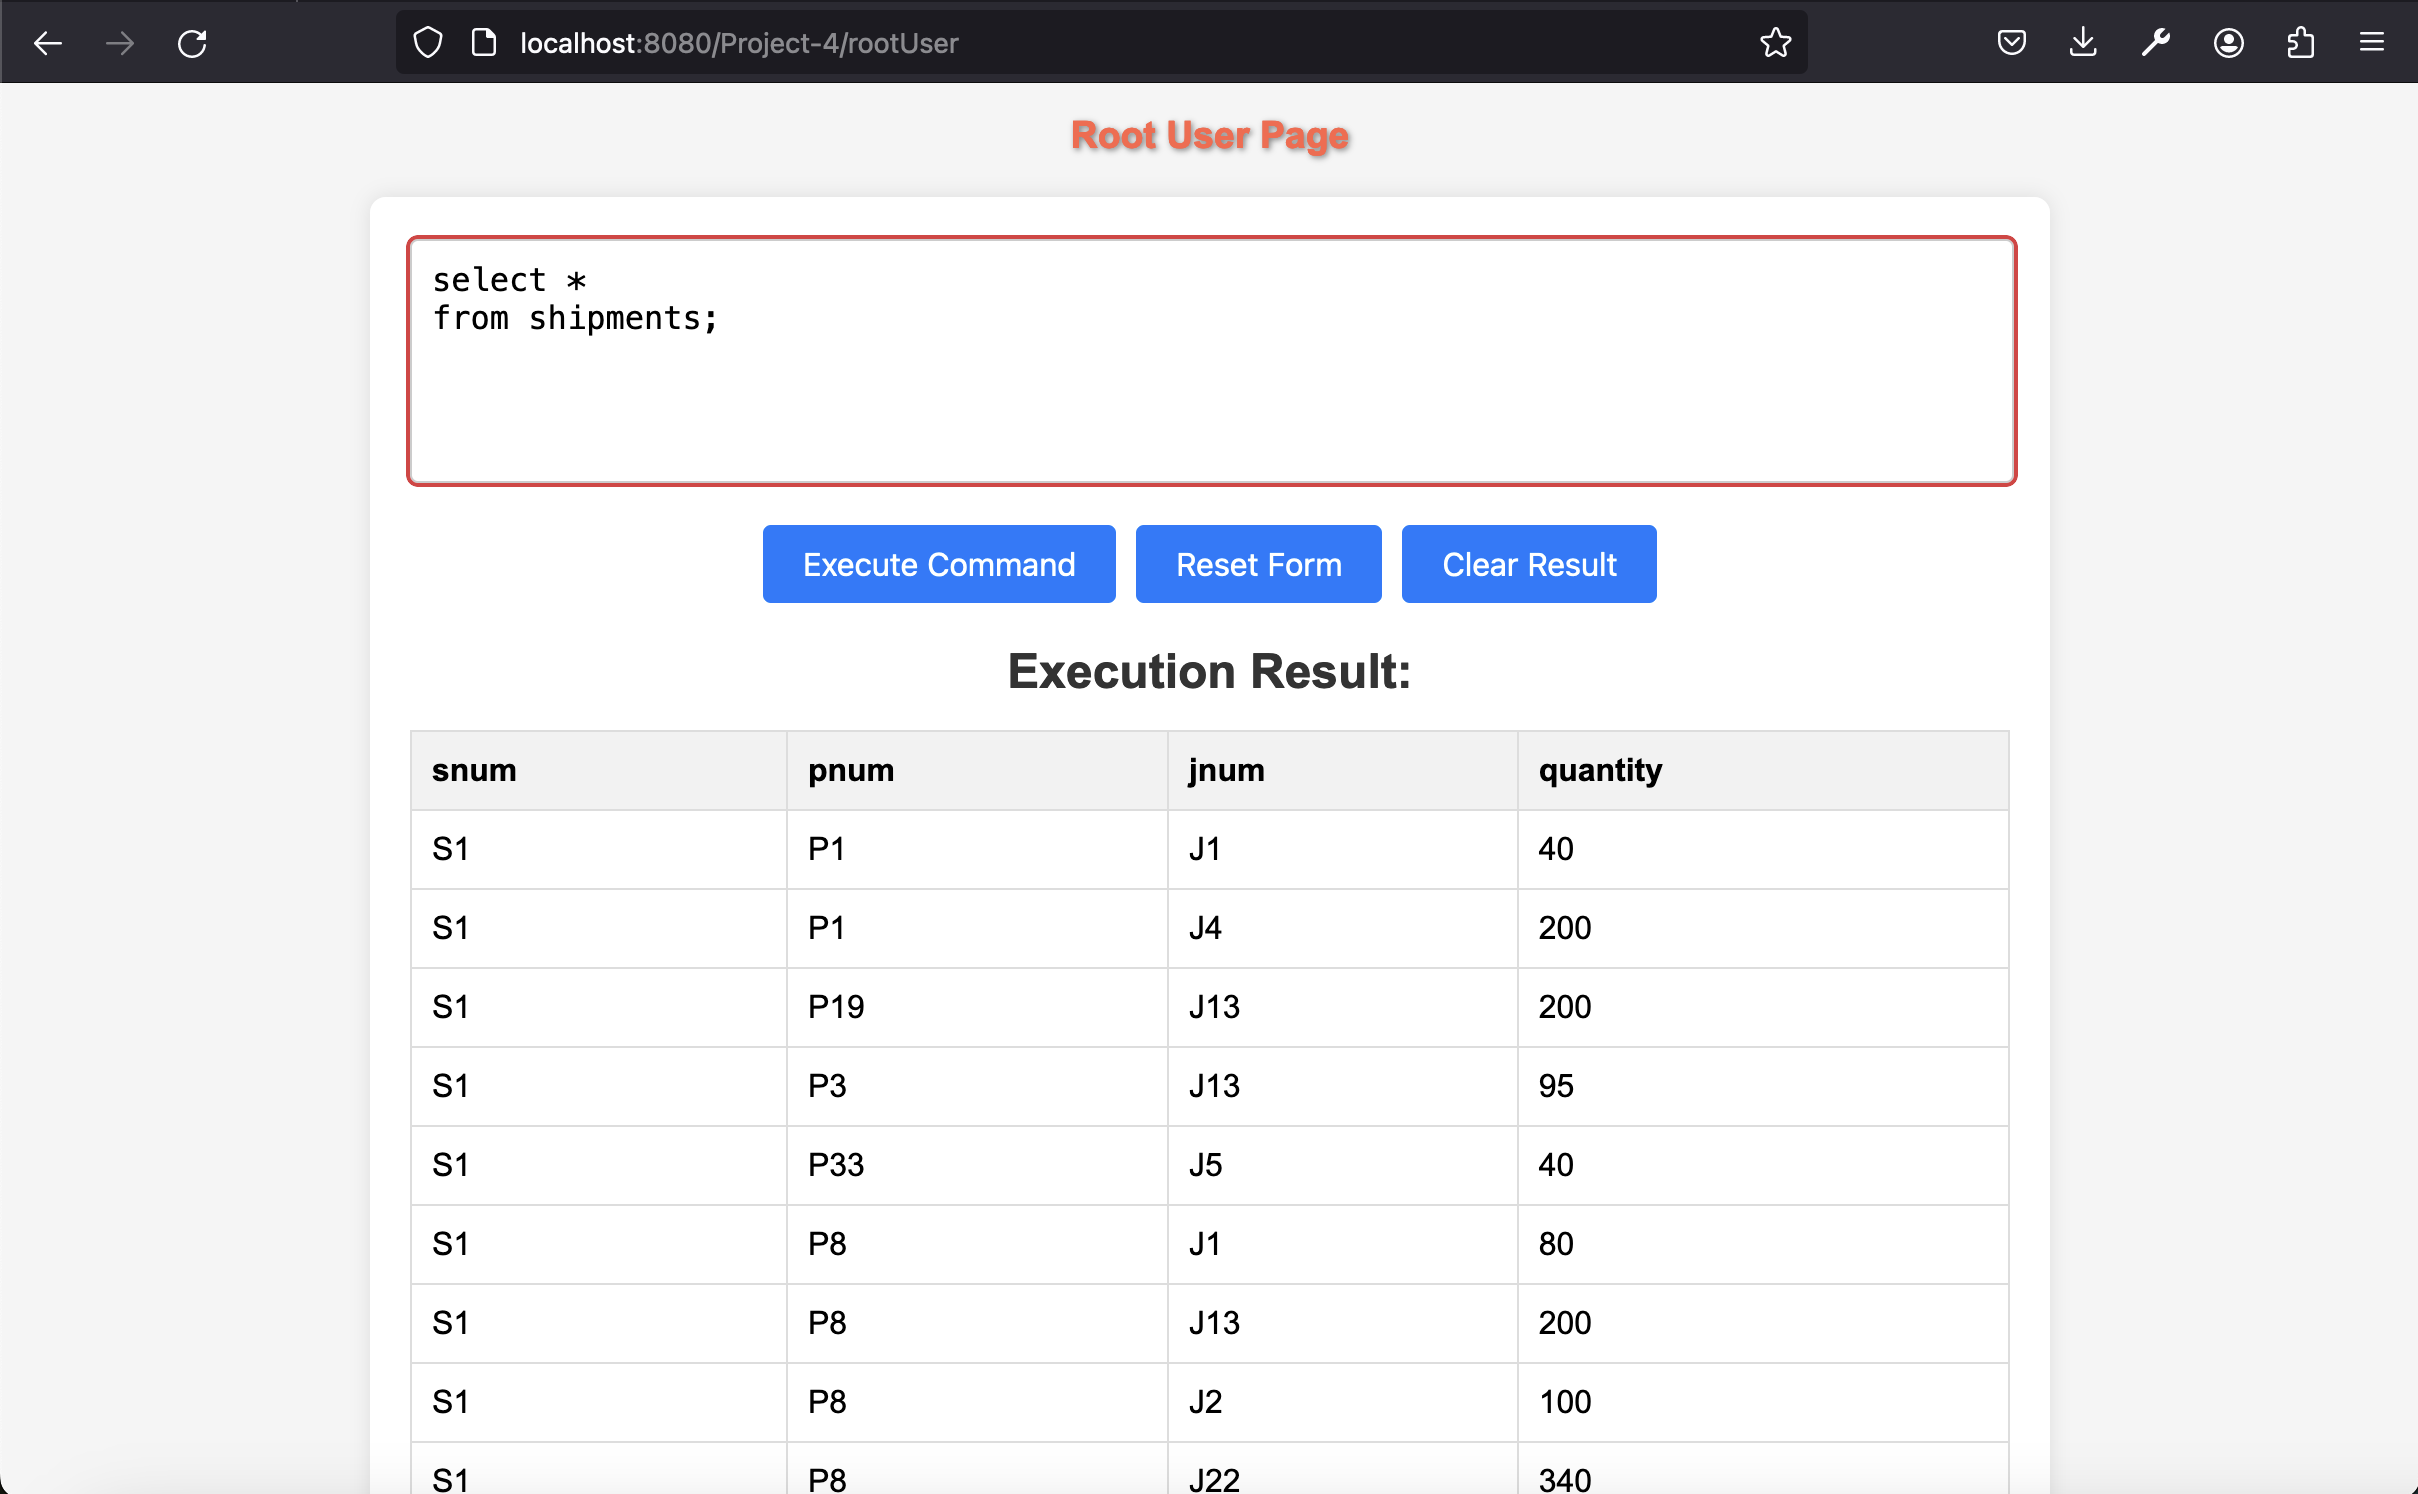 localhost:8080/Project-4/rootUser
Root User Page
select *
from shipments;
Execute Command Reset Form Clear Result
Execution Result:
snum pnum jnum quantity
S1 P1 J1 40
S1 P1 J4 200
S1 P19 J13 200
S1 P3 J13 95
S1 P33 J5 40
S1 P8 J1 80
S1 P8 J13 200
S1 P8 J2 100
S1 P8 J22 340